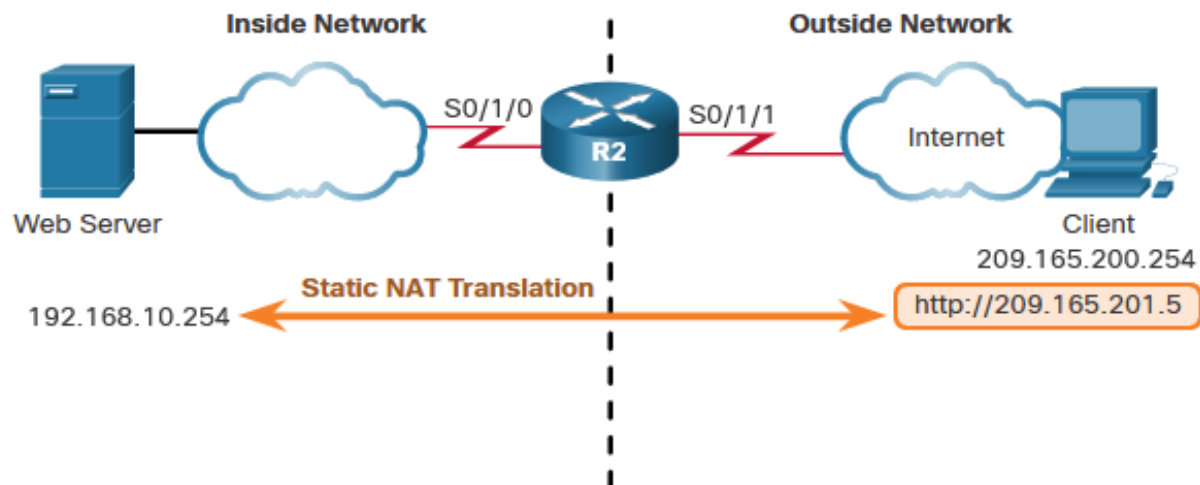 Inside Network
Outside Network
S0/1/0
S0/1/1
R2
Internet
Web Server
Client
209.165.200.254
Static NAT Translation
192.168.10.254
http://209.165.201.5